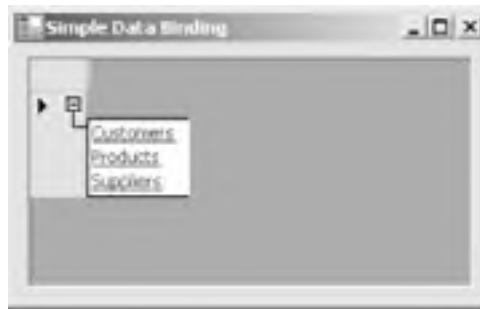 Simple Data Binding
Customers
Products
Suppliers